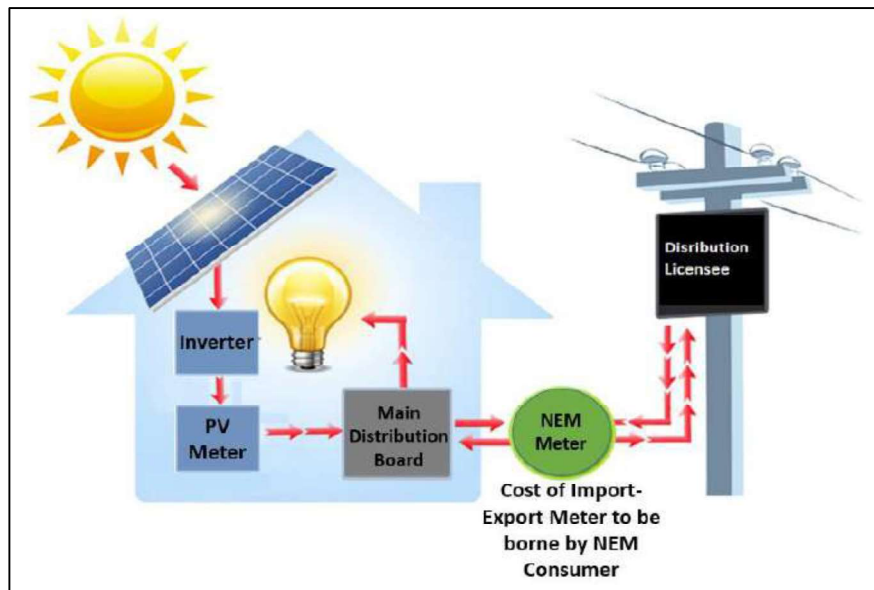 Disribution
Licensee
Inverter
PV
Meter
Main
Distribution
Board
NEM
Meter
Cost of Import-
Export Meter to be
borne by NEM
Consumer